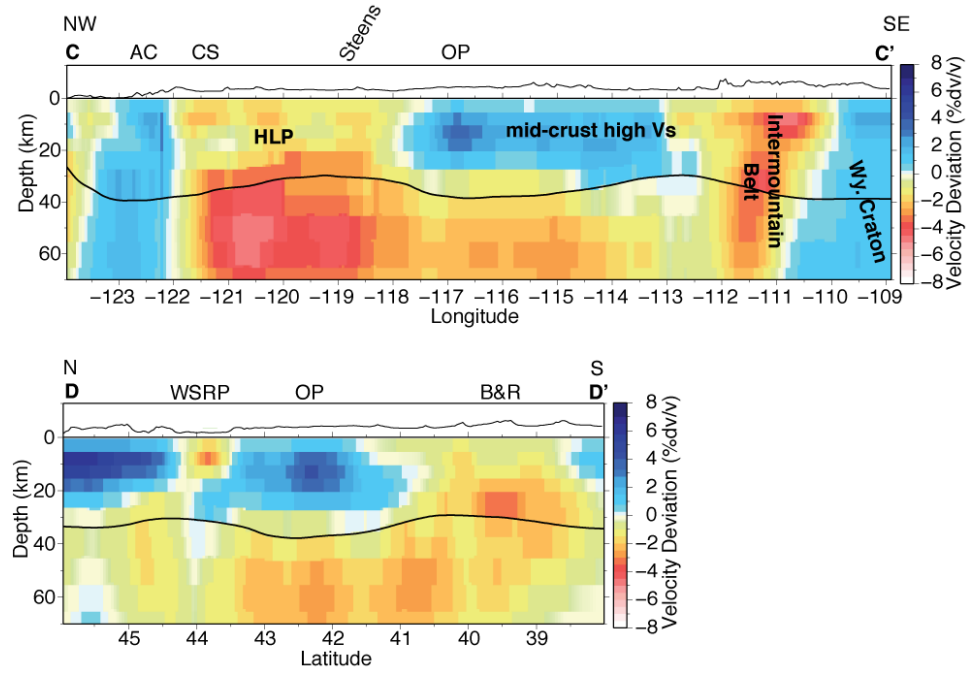 NW SE
C AC CS Steens OP C'
HLP
mid-crust high Vs
Intermountain
Belt
Wy. Craton
Depth (km)
0
20
40
60
−123 −122 −121 −120 −119 −118 −117 −116 −115 −114 −113 −112 −111 −110 −109
Longitude
8
6
4
2
0
−2
−4
−6
−8
Velocity Deviation (%dv/v)
N S
D WSRP OP B&R D'
Depth (km)
0
20
40
60
45 44 43 42 41 40 39
Latitude
8
6
4
2
0
−2
−4
−6
−8
Velocity Deviation (%dv/v)